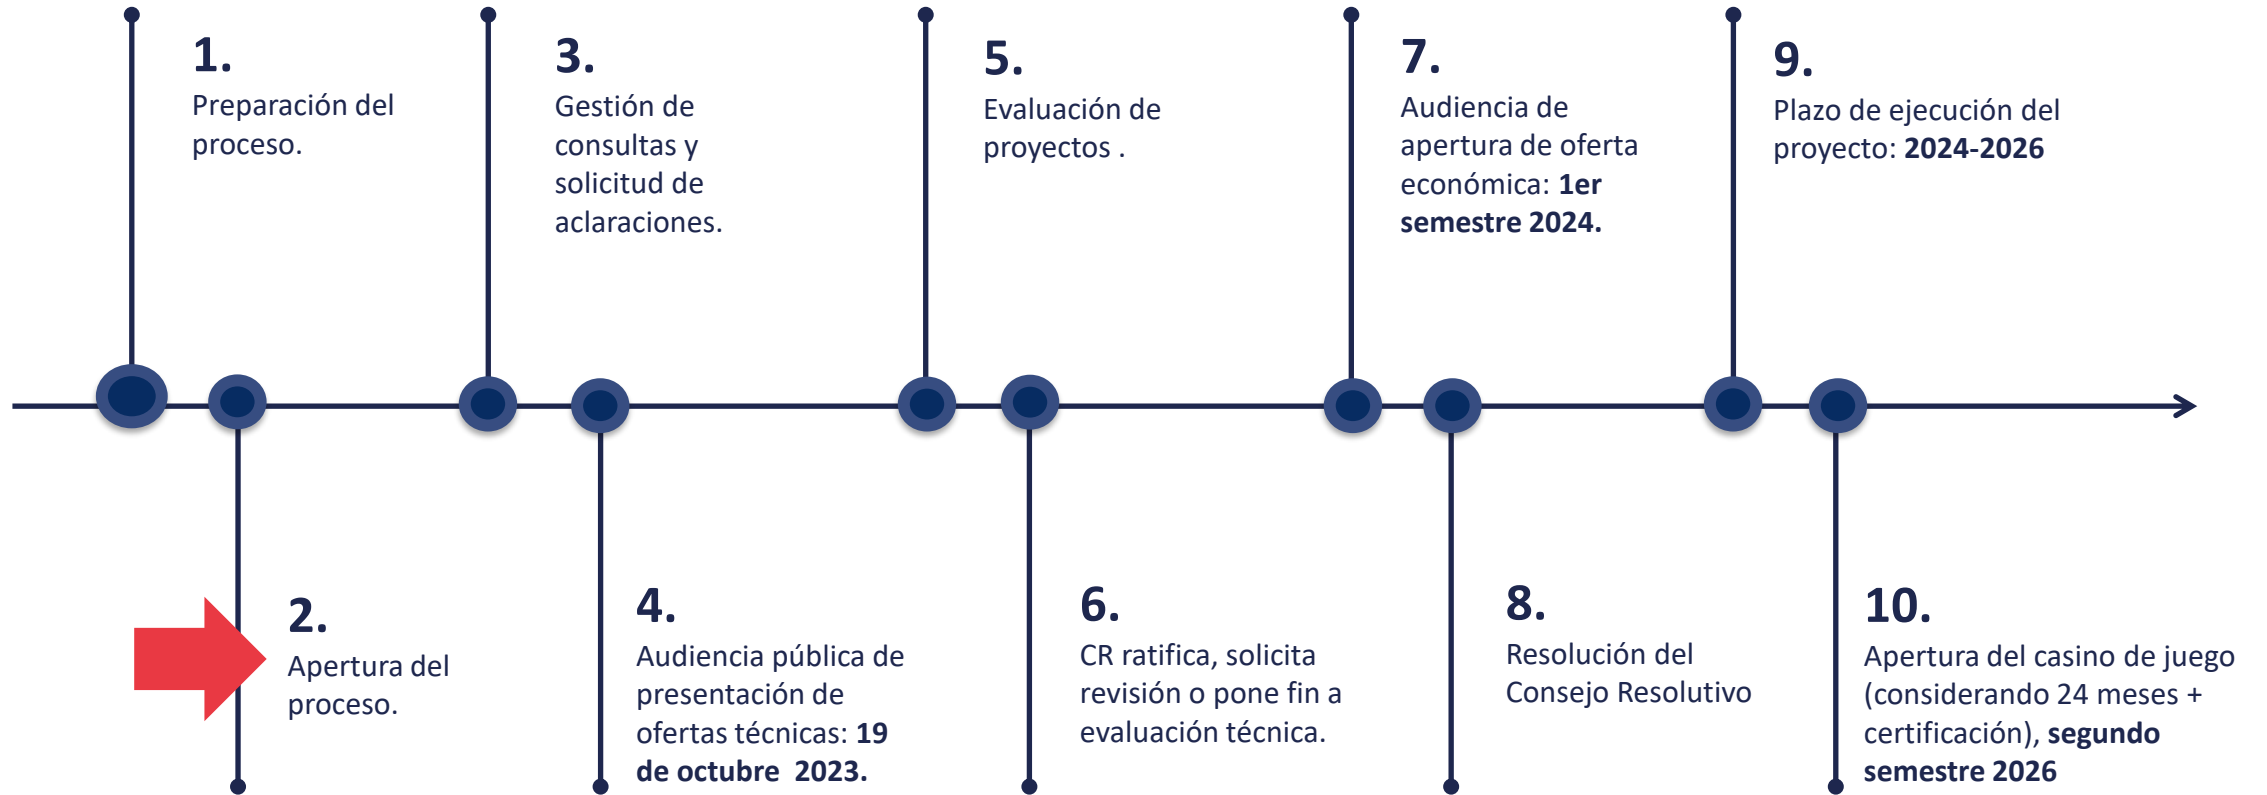 1.
Preparación del
proceso.
2.
Apertura del
proceso.
3.
Gestión de
consultas y
solicitud de
aclaraciones.
4.
Audiencia pública de
presentación de
ofertas técnicas: 19
de octubre  2023.
5.
Evaluación de
proyectos .
6.
CR ratifica, solicita
revisión o pone fin a
evaluación técnica.
7.
Audiencia de
apertura de oferta
económica: 1er
semestre 2024.
8.
Resolución del
Consejo Resolutivo
9.
Plazo de ejecución del
proyecto: 2024-2026
10.
Apertura del casino de juego
(considerando 24 meses +
certificación), segundo
semestre 2026